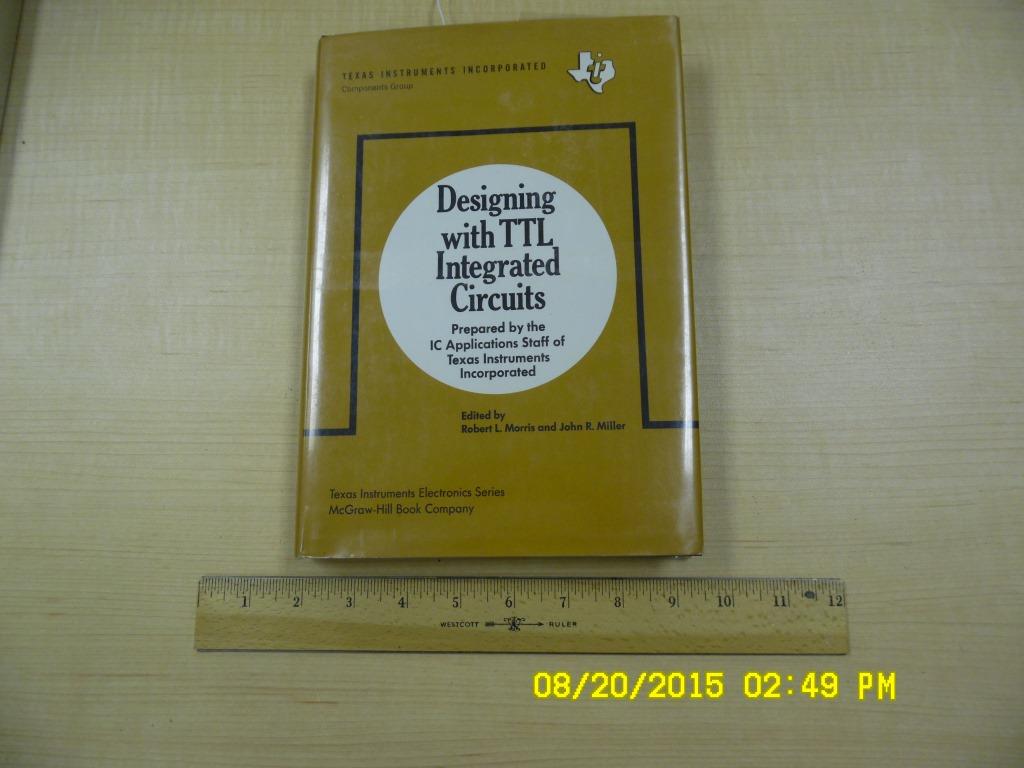 TEXAS INSTRUMENTS INCORPORATED
Components Group
Designing
with TTL
Integrated
Circuits
Prepared by the
IC Applications Staff of
Texas Instruments
Incorporated
Edited by
Robert L. Morris and John R. Miller
Texas Instruments Electronics Series
McGraw-Hill Book Company
1 2 3 4 5 6 7 8 9 10 11 12
WESTCOTT RULER
08/20/2015 02:49 PM